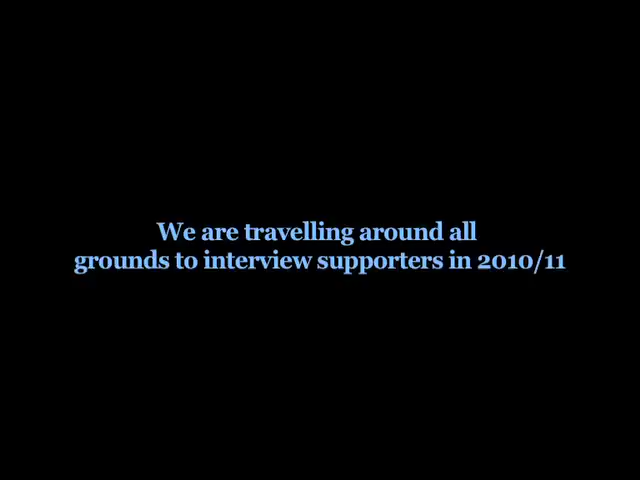 We are travelling around all
grounds to interview supporters in 2010/11